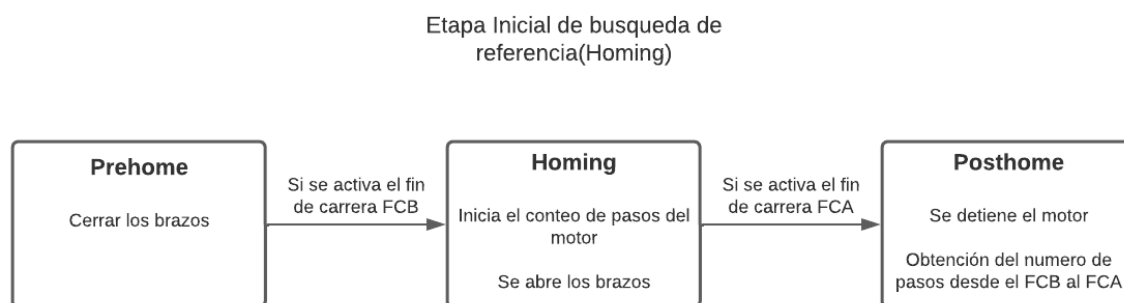 Etapa Inicial de busqueda de
referencia(Homing)
Prehome
Cerrar los brazos
Si se activa el fin
de carrera FCB
Homing
Inicia el conteo de pasos del
motor
Se abre los brazos
Si se activa el fin
de carrera FCA
Posthome
Se detiene el motor
Obtención del numero de
pasos desde el FCB al FCA